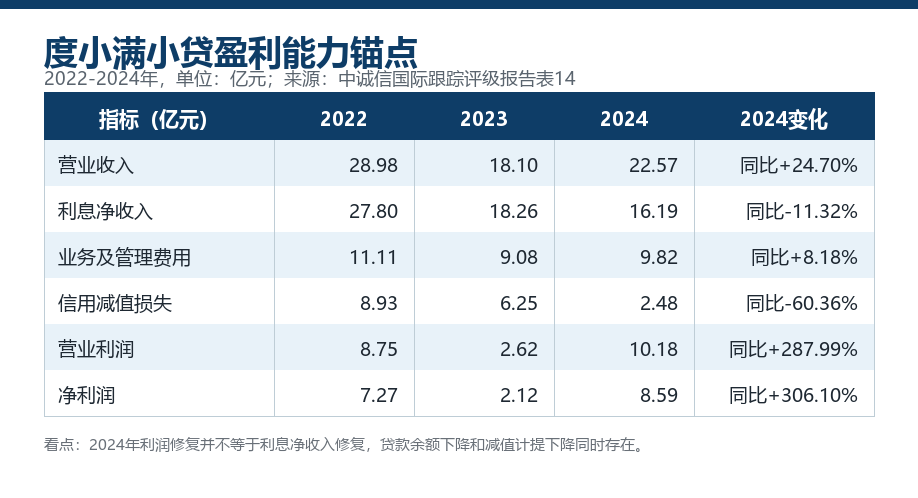 度小满小贷盈利能力锚点
2022-2024年，单位：亿元；来源：中诚信国际跟踪评级报告表14
指标（亿元） 2022 2023 2024 2024变化
营业收入 28.98 18.10 22.57 同比+24.70%
利息净收入 27.80 18.26 16.19 同比-11.32%
业务及管理费用 11.11 9.08 9.82 同比+8.18%
信用减值损失 8.93 6.25 2.48 同比-60.36%
营业利润 8.75 2.62 10.18 同比+287.99%
净利润 7.27 2.12 8.59 同比+306.10%
看点：2024年利润修复并不等于利息净收入修复，贷款余额下降和减值计提下降同时存在。